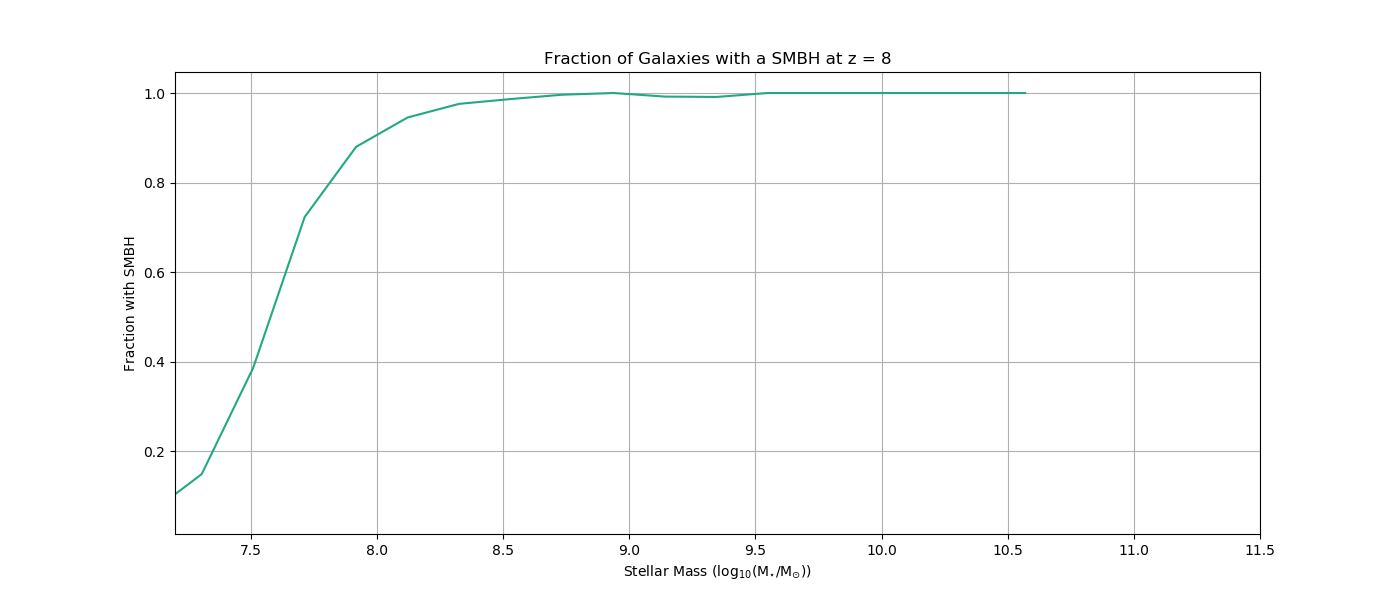 Fraction of Galaxies with a SMBH at z = 8
1.0
0.8
0.6
0.4
0.2
Fraction with SMBH
7.5 8.0 8.5 9.0 9.5 10.0 10.5 11.0 11.5
Stellar Mass (log₁₀(M⋆/M☉))